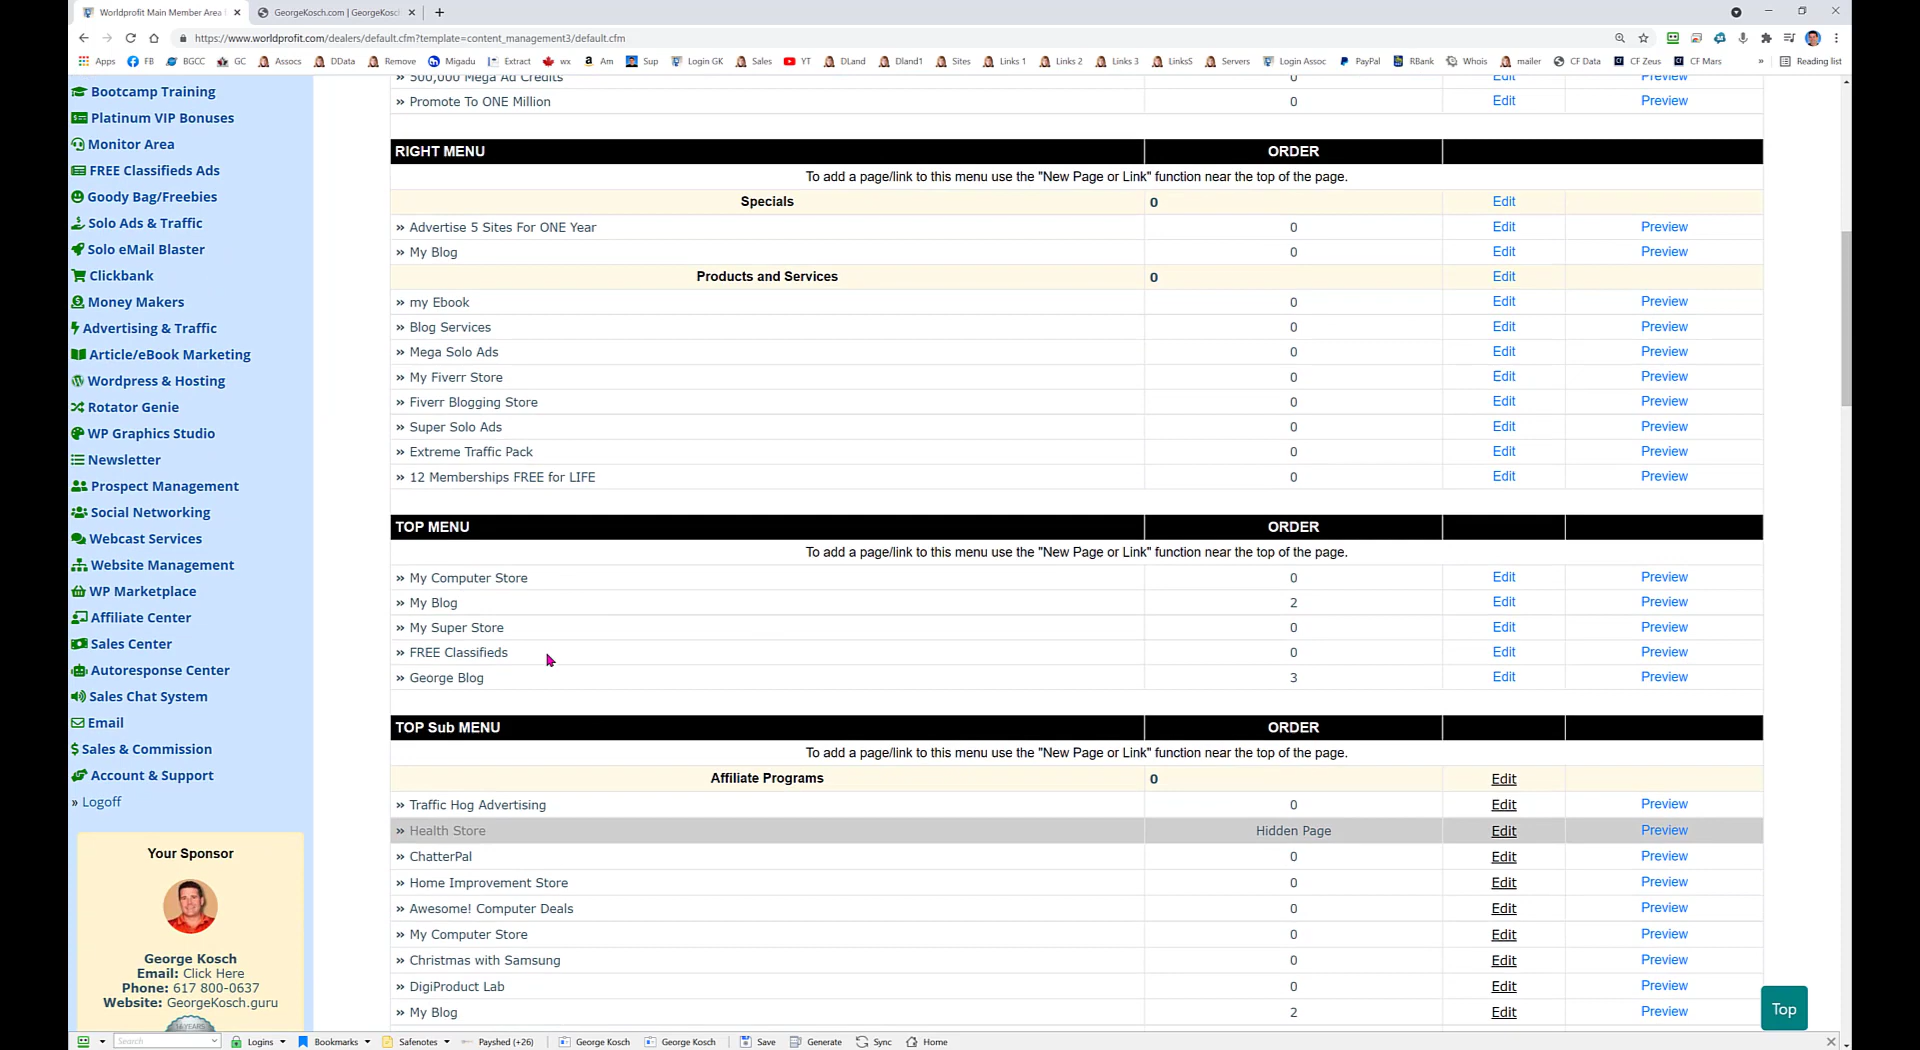 Worldprofit Main Member Area
GeorgeKosch.com | GeorgeKosch
https://www.worldprofit.com/dealers/default.cfm?template=content_management3/default.cfm
Apps FB BGCC GC Assocs DData Remove Migadu Extract wx Am Sup Login GK Sales YT DLand Dland1 Sites Links 1 Links 2 Links 3 LinksS Servers Login Assoc PayPal RBank Whois mailer CF Data CF Zeus CF Mars » Reading list
Bootcamp Training
Platinum VIP Bonuses
Monitor Area
FREE Classifieds Ads
Goody Bag/Freebies
Solo Ads & Traffic
Solo eMail Blaster
Clickbank
Money Makers
Advertising & Traffic
Article/eBook Marketing
Wordpress & Hosting
Rotator Genie
WP Graphics Studio
Newsletter
Prospect Management
Social Networking
Webcast Services
Website Management
WP Marketplace
Affiliate Center
Sales Center
Autoresponse Center
Sales Chat System
Email
Sales & Commission
Account & Support
» Logoff
Your Sponsor
George Kosch
Email: Click Here
Phone: 617 800-0637
Website: GeorgeKosch.guru
14 YEARS
500,000 Mega Ad Credits 0 Edit Preview
» Promote To ONE Million 0 Edit Preview
RIGHT MENU ORDER
To add a page/link to this menu use the "New Page or Link" function near the top of the page.
Specials 0 Edit
» Advertise 5 Sites For ONE Year 0 Edit Preview
» My Blog 0 Edit Preview
Products and Services 0 Edit
» my Ebook 0 Edit Preview
» Blog Services 0 Edit Preview
» Mega Solo Ads 0 Edit Preview
» My Fiverr Store 0 Edit Preview
» Fiverr Blogging Store 0 Edit Preview
» Super Solo Ads 0 Edit Preview
» Extreme Traffic Pack 0 Edit Preview
» 12 Memberships FREE for LIFE 0 Edit Preview
TOP MENU ORDER
To add a page/link to this menu use the "New Page or Link" function near the top of the page.
» My Computer Store 0 Edit Preview
» My Blog 2 Edit Preview
» My Super Store 0 Edit Preview
» FREE Classifieds 0 Edit Preview
» George Blog 3 Edit Preview
TOP Sub MENU ORDER
To add a page/link to this menu use the "New Page or Link" function near the top of the page.
Affiliate Programs 0 Edit
» Traffic Hog Advertising 0 Edit Preview
» Health Store Hidden Page Edit Preview
» ChatterPal 0 Edit Preview
» Home Improvement Store 0 Edit Preview
» Awesome! Computer Deals 0 Edit Preview
» My Computer Store 0 Edit Preview
» Christmas with Samsung 0 Edit Preview
» DigiProduct Lab 0 Edit Preview
» My Blog 2 Edit Preview
Top
Search Logins Bookmarks Safenotes Payshed (+26) George Kosch George Kosch Save Generate Sync Home